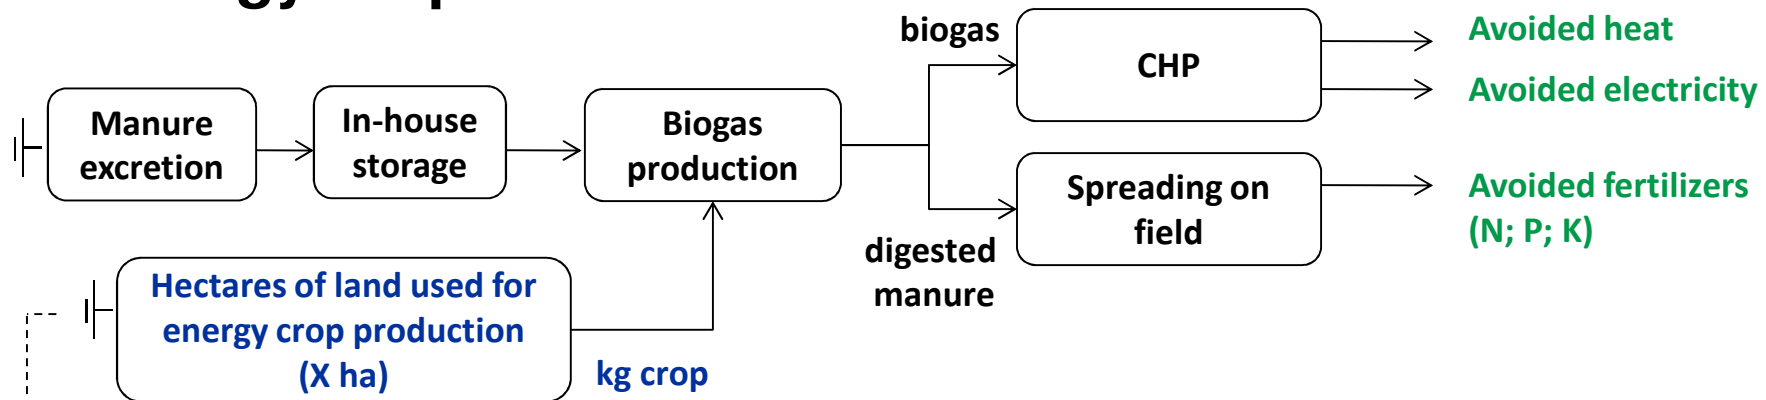 biogas
CHP
Avoided heat
Avoided electricity
Manure
excretion
In-house
storage
Biogas
production
Spreading on
field
Avoided fertilizers
(N; P; K)
digested
manure
Hectares of land used for
energy crop production
(X ha)
kg crop